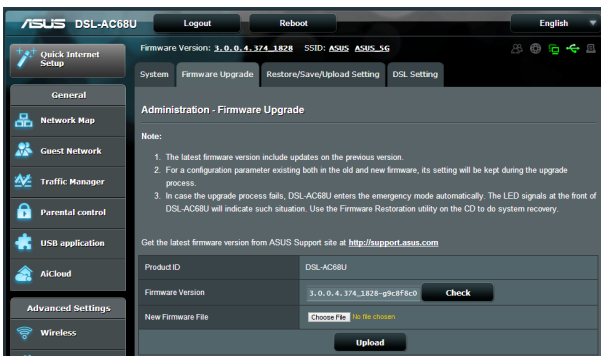 ASUS DSL-AC68U Logout Reboot English
Firmware Version: 3.0.0.4.374_1828 SSID: ASUS ASUS_5G
Quick Internet
Setup
System Firmware Upgrade Restore/Save/Upload Setting DSL Setting
General
Network Map
Guest Network
Traffic Manager
Parental control
USB application
AiCloud
Advanced Settings
Wireless
Administration - Firmware Upgrade
Note:
1. The latest firmware version include updates on the previous version.
2. For a configuration parameter existing both in the old and new firmware, its setting will be kept during the upgrade
process.
3. In case the upgrade process fails, DSL-AC68U enters the emergency mode automatically. The LED signals at the front of
DSL-AC68U will indicate such situation. Use the Firmware Restoration utility on the CD to do system recovery.
Get the latest firmware version from ASUS Support site at http://support.asus.com
Product ID DSL-AC68U
Firmware Version 3.0.0.4.374_1828-g9c8f8c0 Check
New Firmware File Choose File No file chosen
Upload